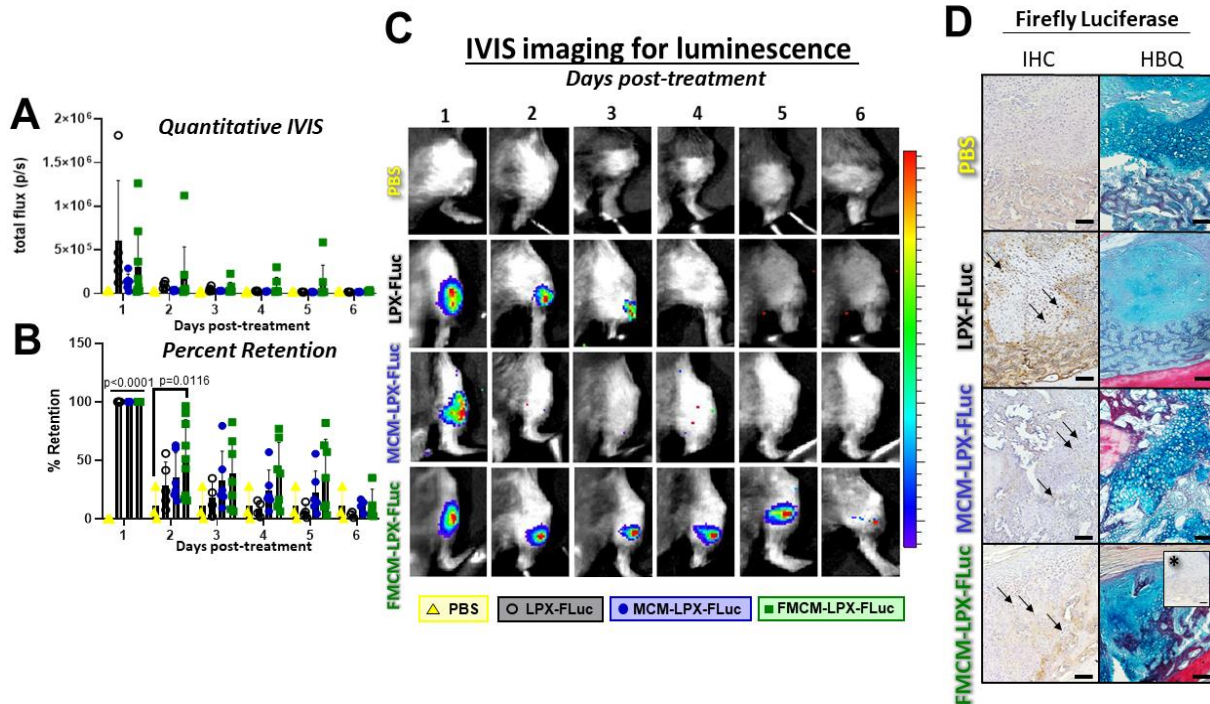 A
Quantitative IVIS
total flux (p/s)
2×10⁶
1.5×10⁶
1×10⁶
5×10⁵
0
1 2 3 4 5 6
Days post-treatment
B
Percent Retention
% Retention
150
100
50
0
p<0.0001
p=0.0116
1 2 3 4 5 6
Days post-treatment
C
IVIS imaging for luminescence
Days post-treatment
1 2 3 4 5 6
PBS
LPX-FLuc
MCM-LPX-FLuc
FMCM-LPX-FLuc
PBS
LPX-FLuc
MCM-LPX-FLuc
FMCM-LPX-FLuc
D
Firefly Luciferase
IHC HBQ
PBS
LPX-FLuc
MCM-LPX-FLuc
FMCM-LPX-FLuc
*